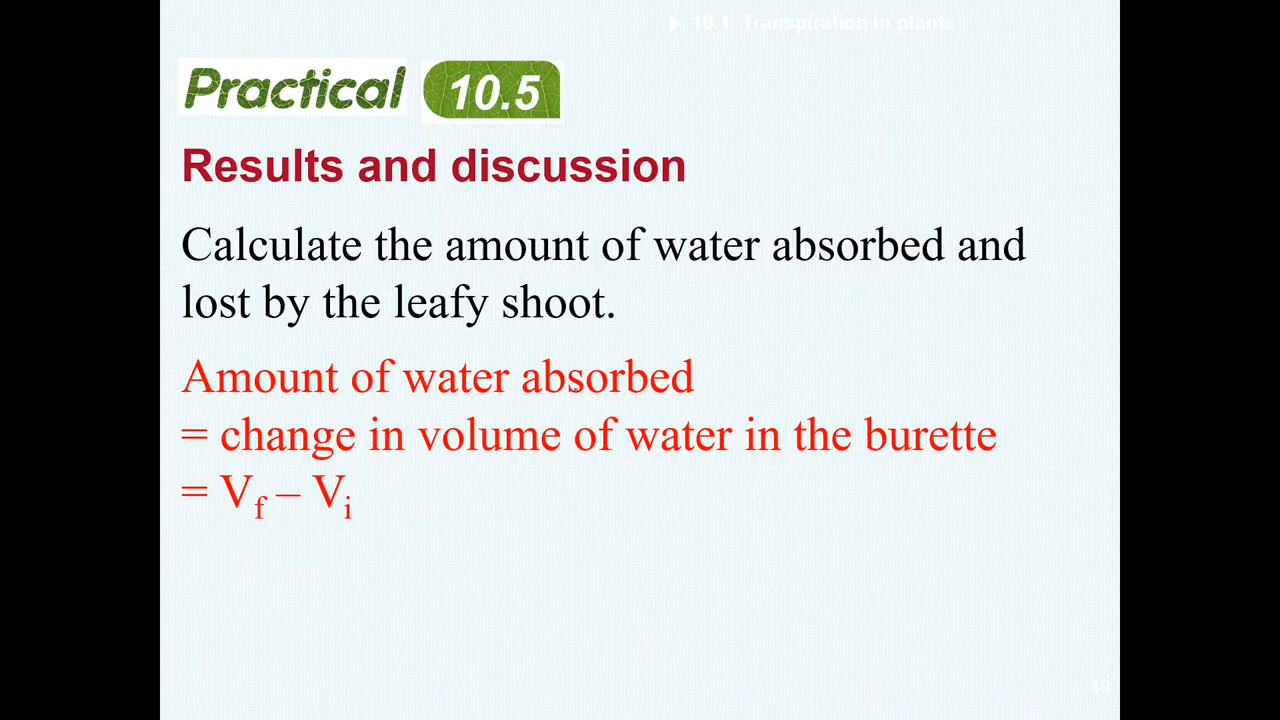 10.1 Transpiration in plants
Practical 10.5
Results and discussion
Calculate the amount of water absorbed and
lost by the leafy shoot.
Amount of water absorbed
= change in volume of water in the burette
= Vf – Vi
49